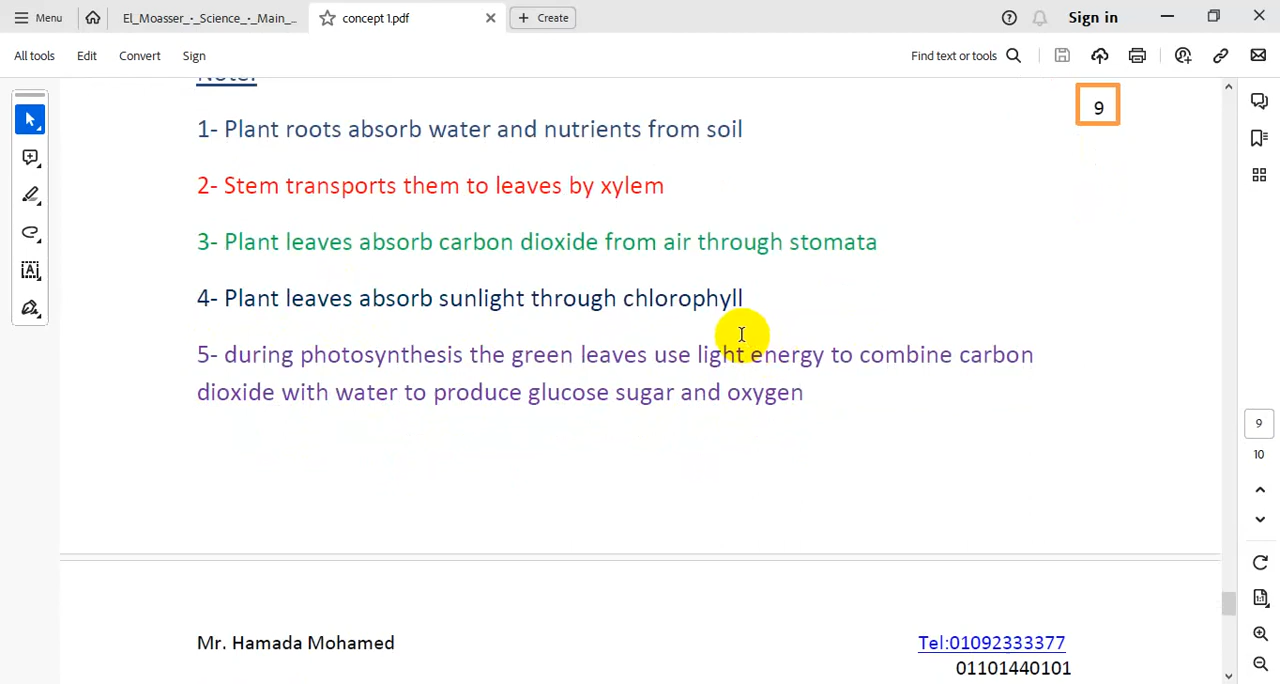 Menu
El_Moasser_-_Science_-_Main_...
concept 1.pdf
Create
Sign in
All tools
Edit
Convert
Sign
Find text or tools
Note:
9
1- Plant roots absorb water and nutrients from soil
2- Stem transports them to leaves by xylem
3- Plant leaves absorb carbon dioxide from air through stomata
4- Plant leaves absorb sunlight through chlorophyll
5- during photosynthesis the green leaves use light energy to combine carbon
dioxide with water to produce glucose sugar and oxygen
9
10
Mr. Hamada Mohamed
Tel:01092333377
01101440101